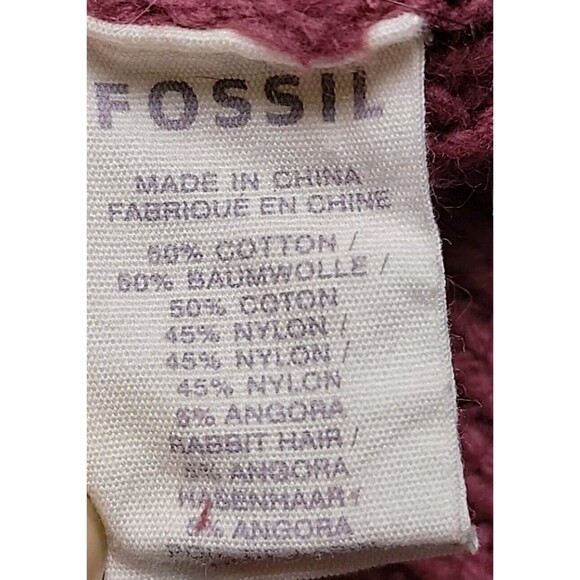 FOSSIL
MADE IN CHINA
FABRIQUÉ EN CHINE
50% COTTON /
50% BAUMWOLLE /
50% COTON
45% NYLON /
45% NYLON /
45% NYLON
5% ANGORA
RABBIT HAIR /
5% ANGORA
HASENHAAR /
5% ANGORA